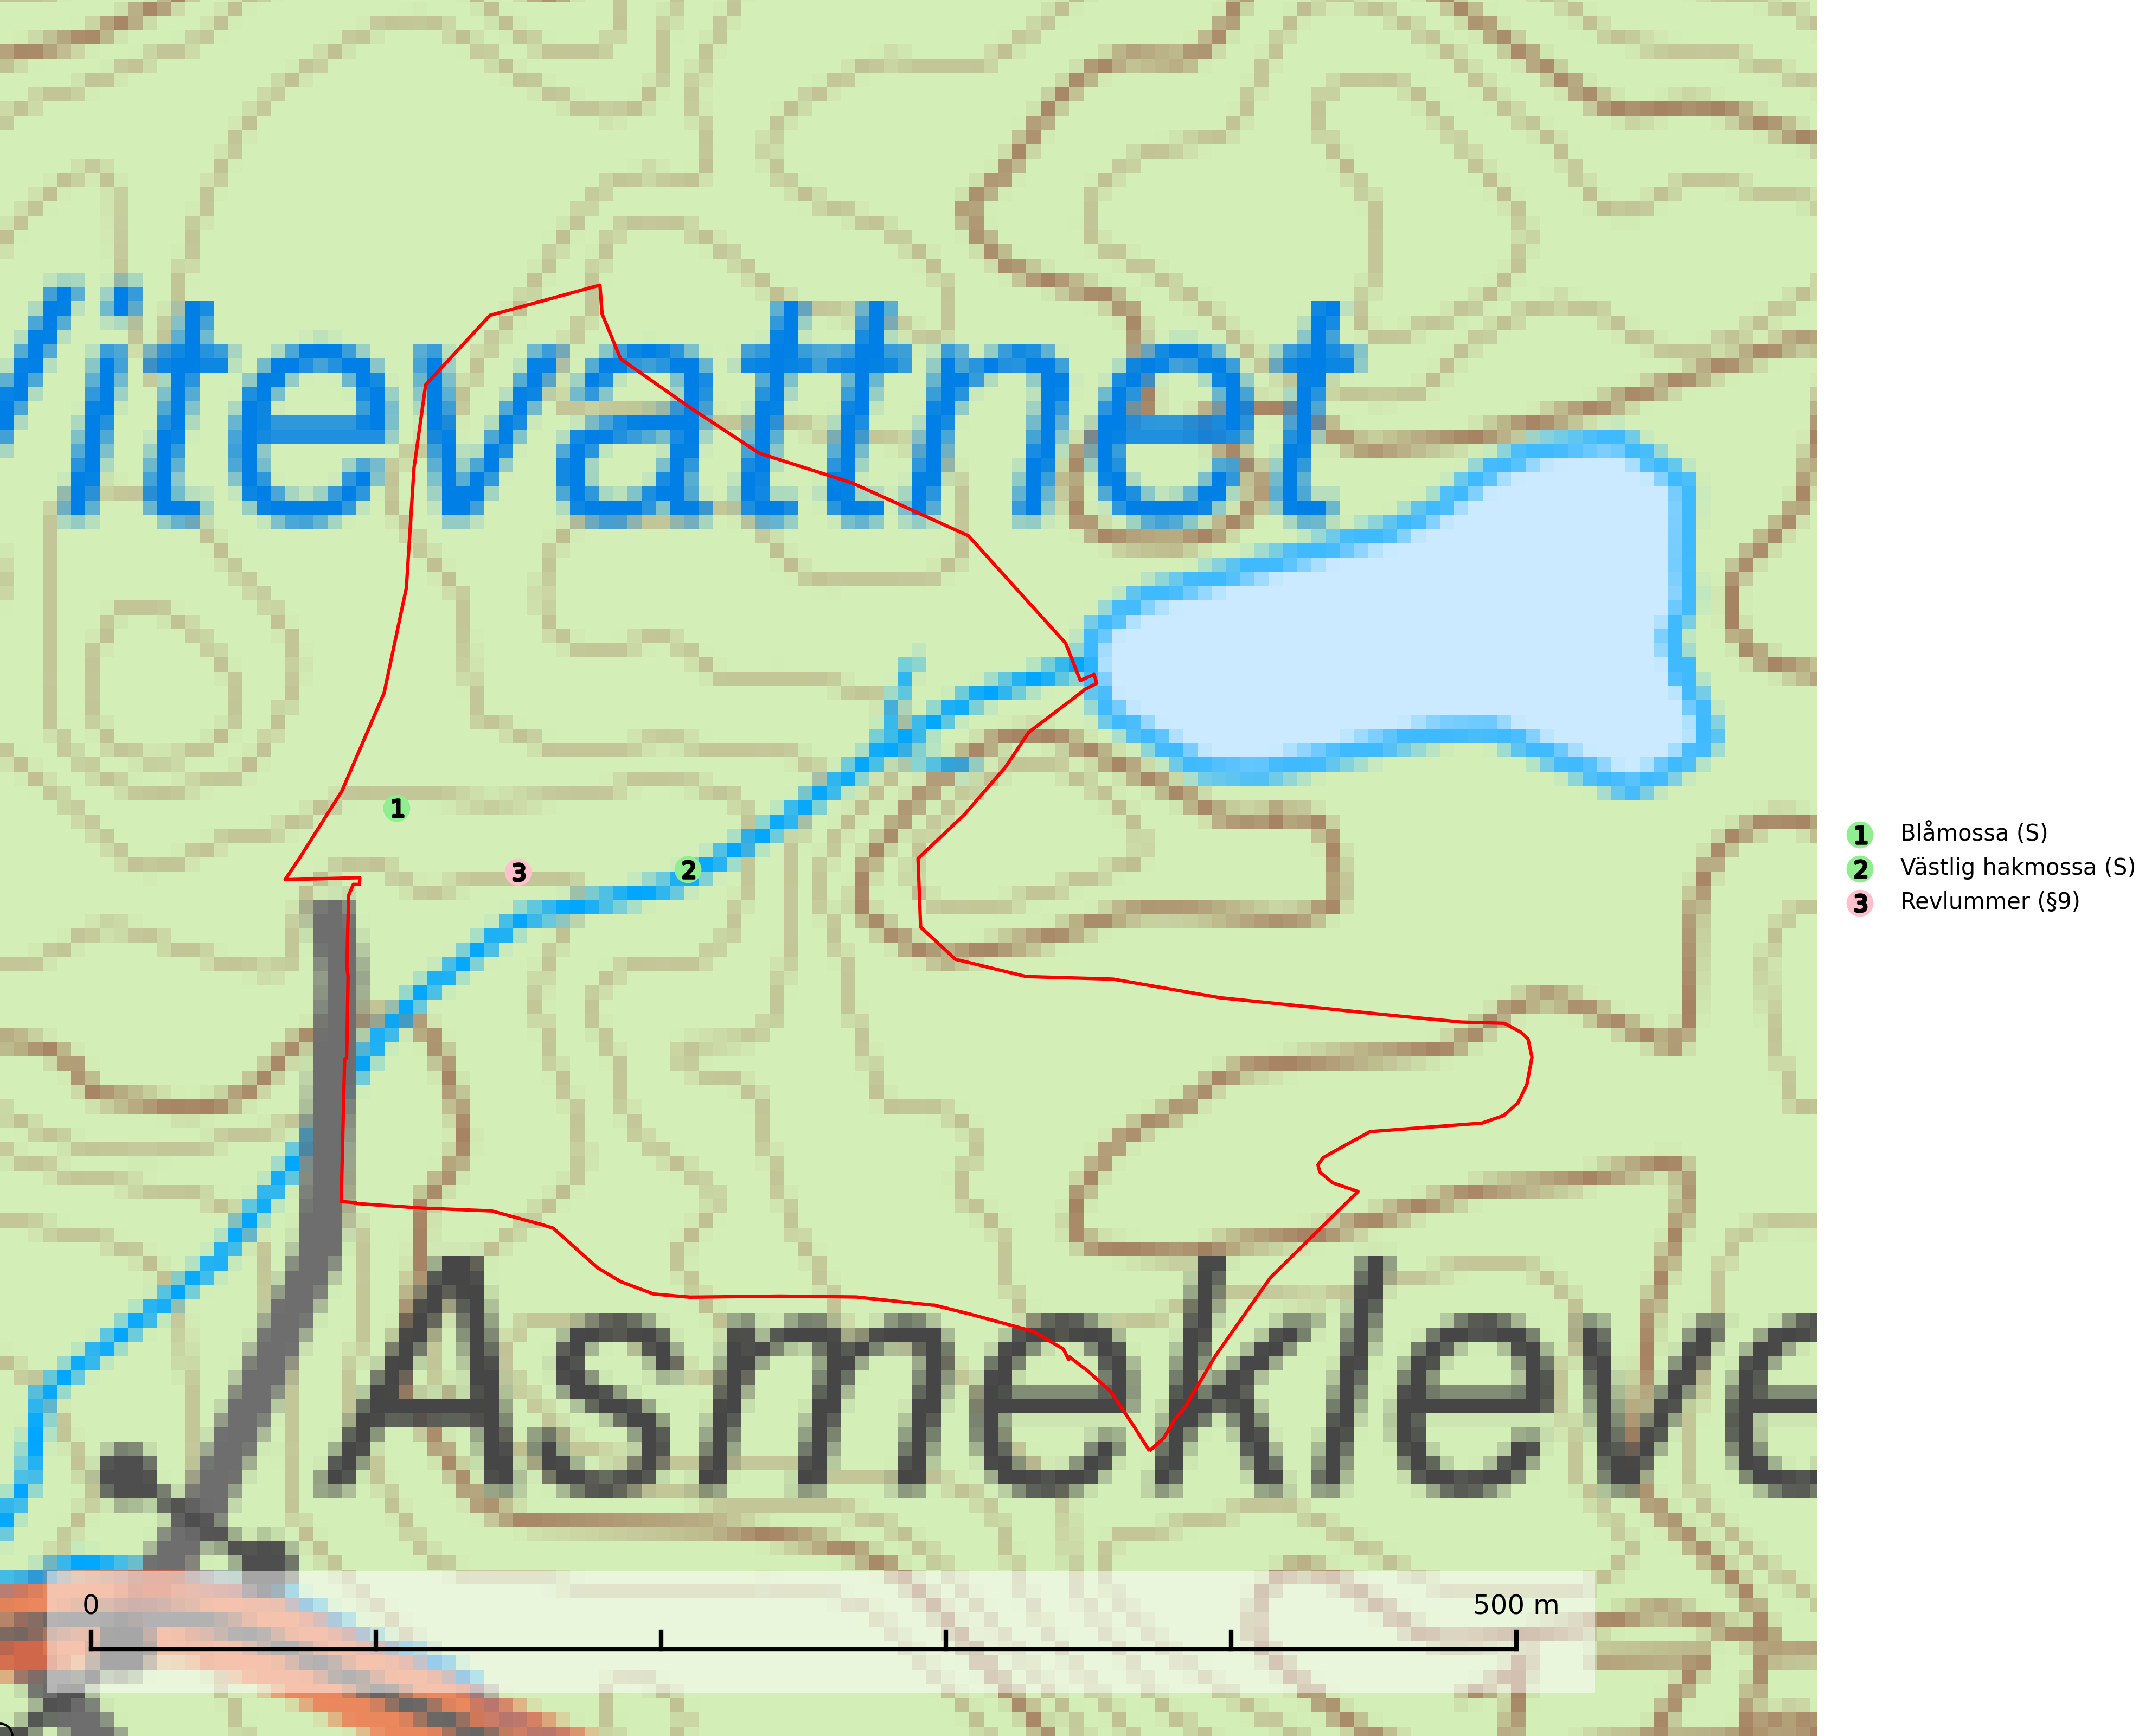 Vitevattnet
1
3
2
1 Blåmossa (S)
2 Västlig hakmossa (S)
3 Revlummer (§9)
Asmekleve
0 500 m